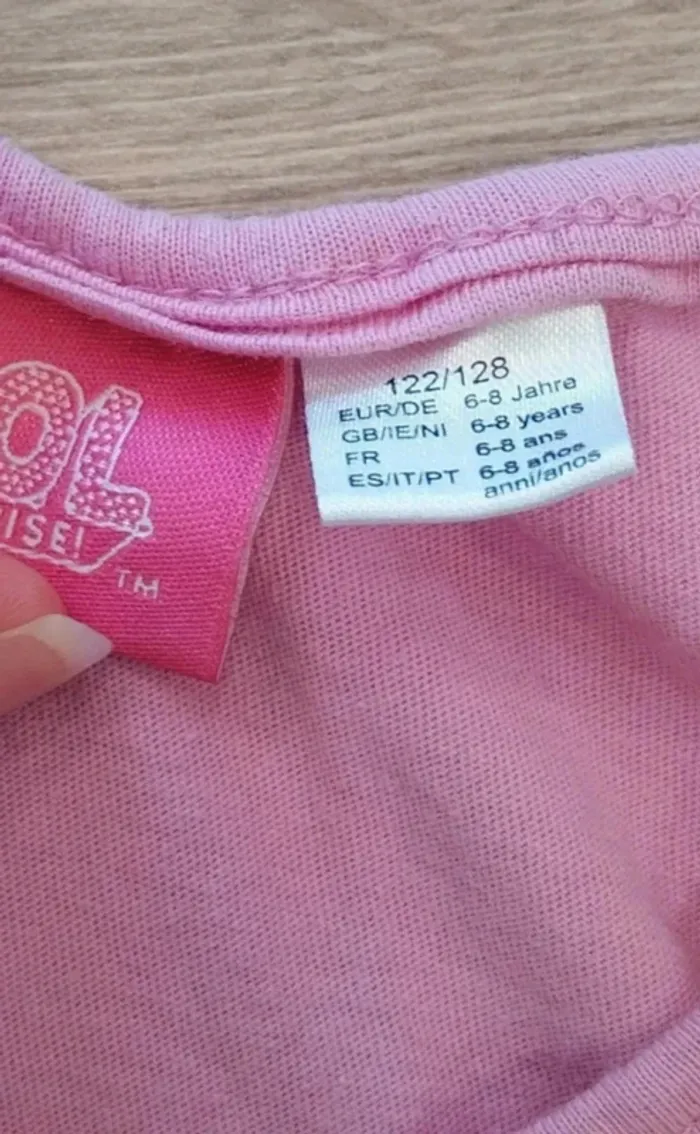 OL
ISE!
TM
122/128
EUR/DE 6-8 Jahre
GB/IE/NI 6-8 years
FR 6-8 ans
ES/IT/PT 6-8 años
anni/anos